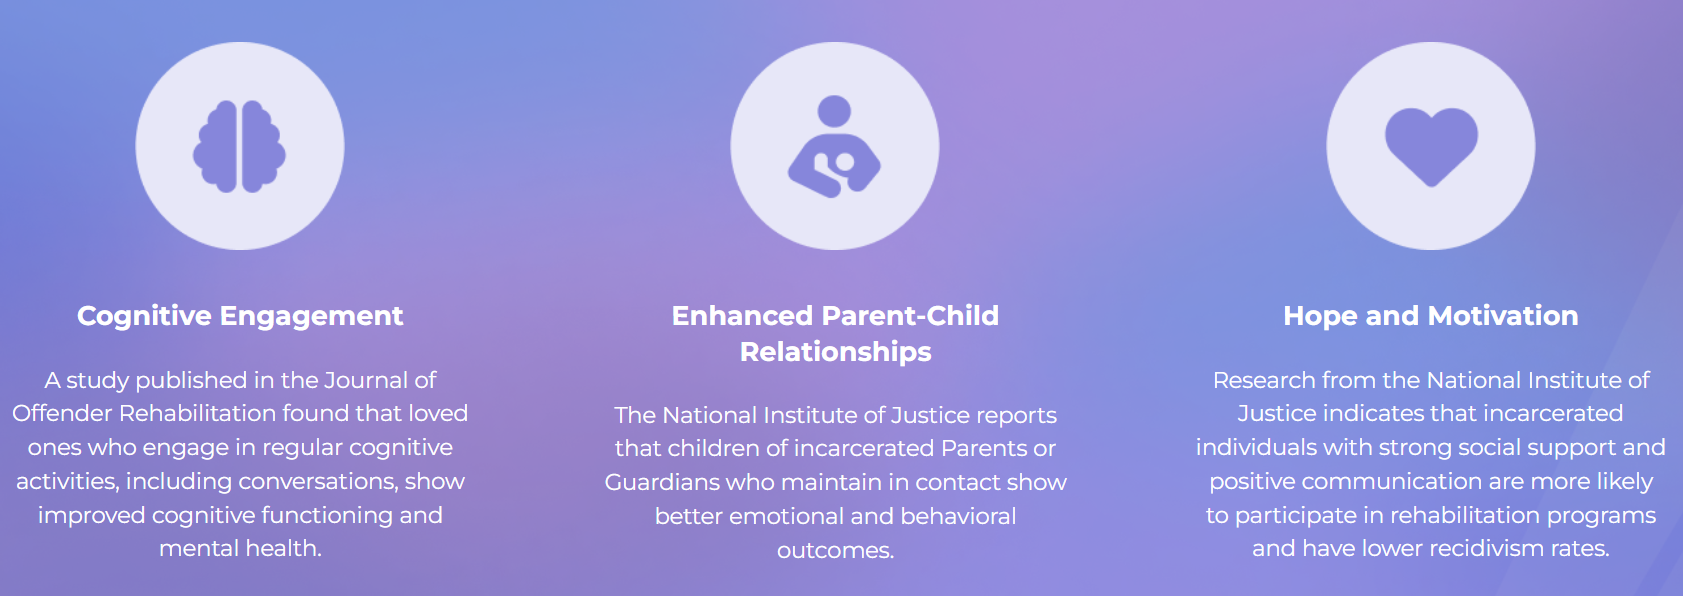 Cognitive Engagement
A study published in the Journal of
Offender Rehabilitation found that loved
ones who engage in regular cognitive
activities, including conversations, show
improved cognitive functioning and
mental health.
Enhanced Parent-Child
Relationships
The National Institute of Justice reports
that children of incarcerated Parents or
Guardians who maintain in contact show
better emotional and behavioral
outcomes.
Hope and Motivation
Research from the National Institute of
Justice indicates that incarcerated
individuals with strong social support and
positive communication are more likely
to participate in rehabilitation programs
and have lower recidivism rates.